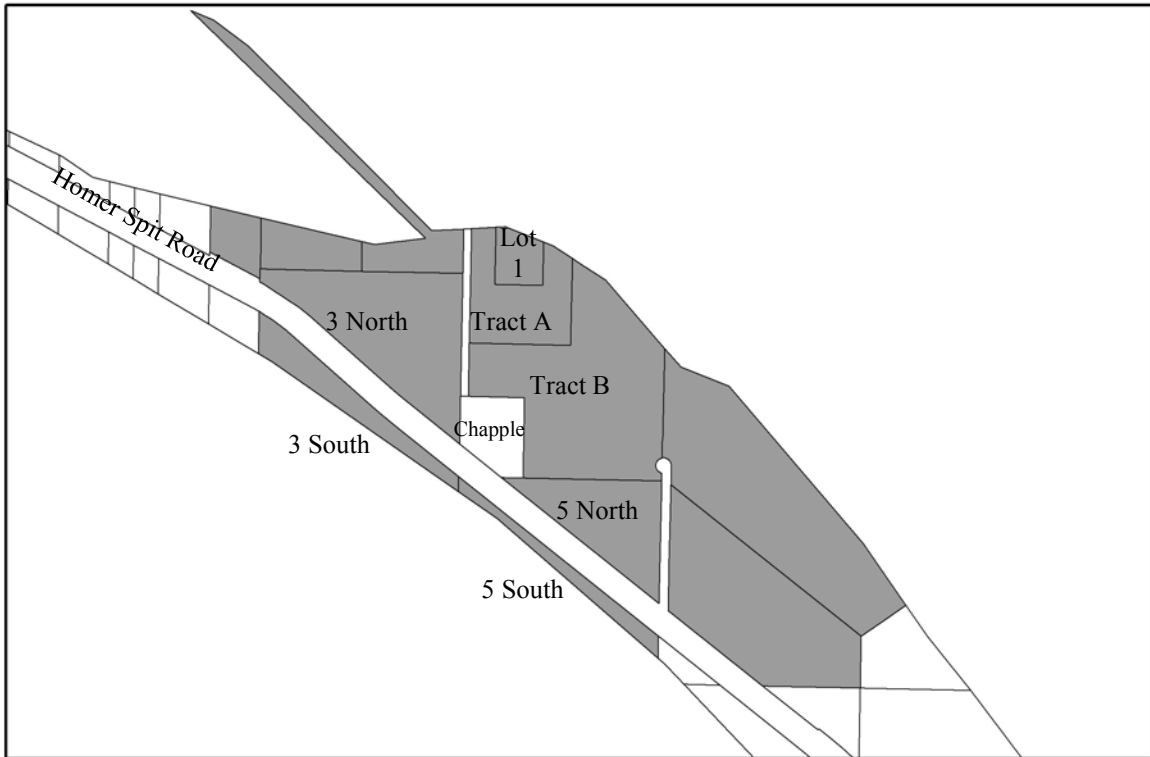 Homer Spit Road
Lot
1
3 North
Tract A
Tract B
Chapple
3 South
5 North
5 South